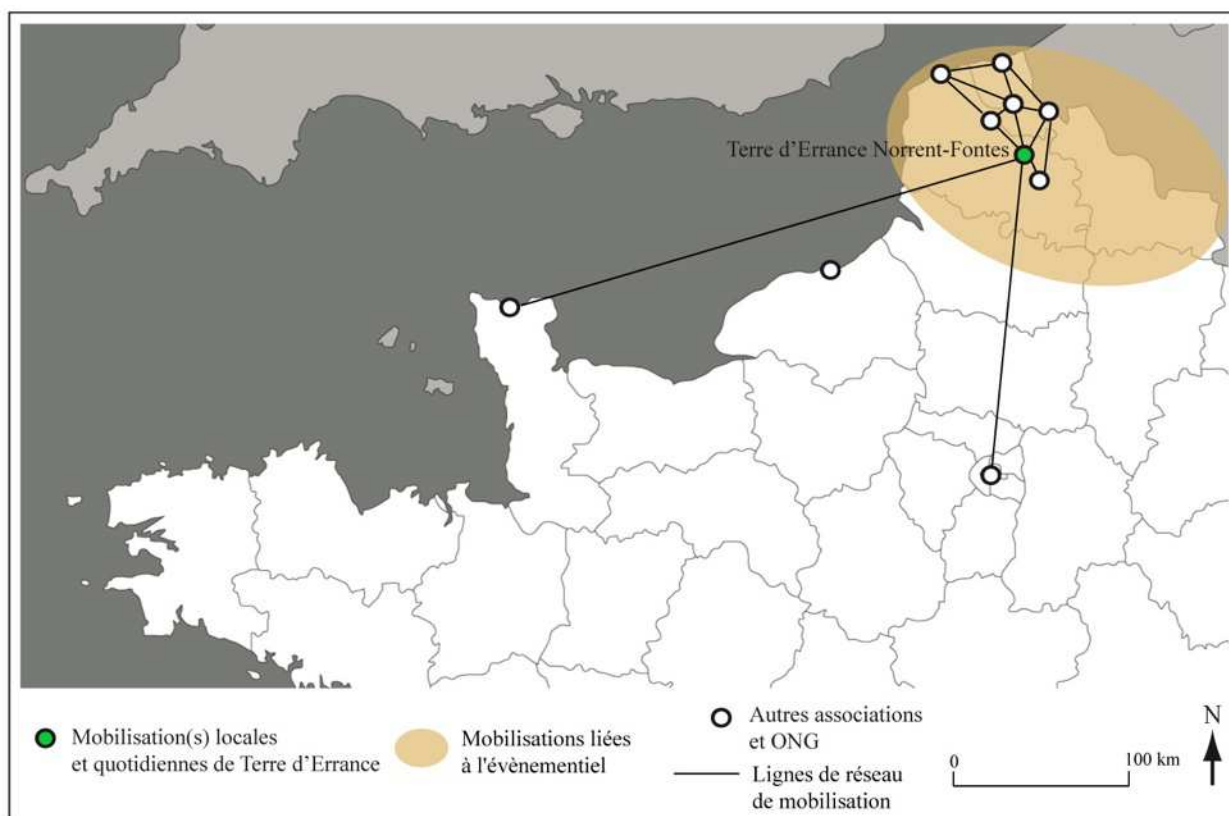 Terre d'Errance Norrent-Fontes
Mobilisation(s) locales
et quotidiennes de Terre d'Errance
Mobilisations liées
à l'évènementiel
Autres associations
et ONG
Lignes de réseau
de mobilisation
0 100 km
N